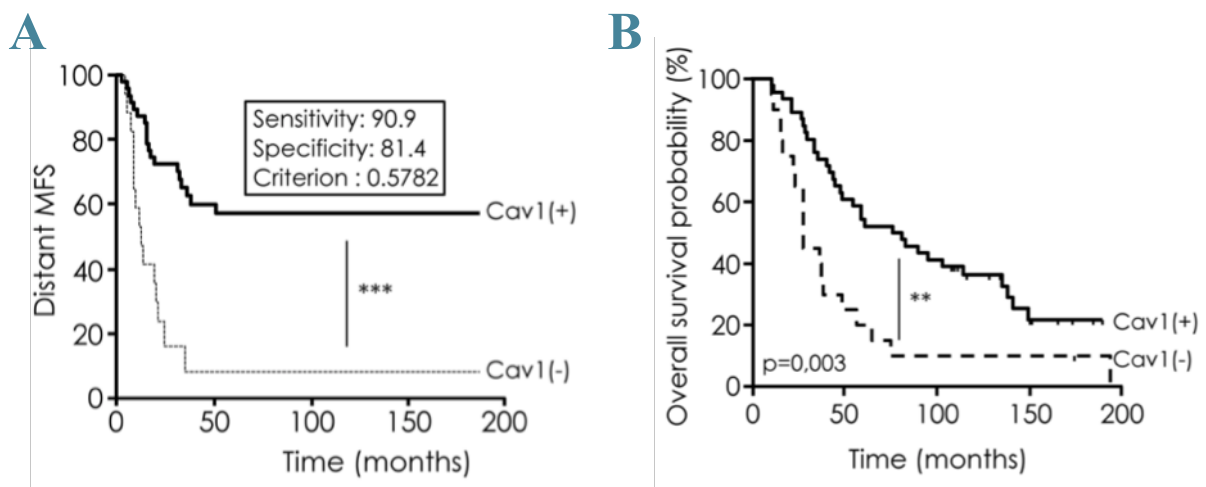 A
Distant MFS
100
80
60
40
20
0
Sensitivity: 90.9
Specificity: 81.4
Criterion : 0.5782
Cav1(+)
***
Cav1(-)
0 50 100 150 200
Time (months)
B
Overall survival probability (%)
100
80
60
40
20
0
**
Cav1(+)
Cav1(-)
p=0,003
0 50 100 150 200
Time (months)